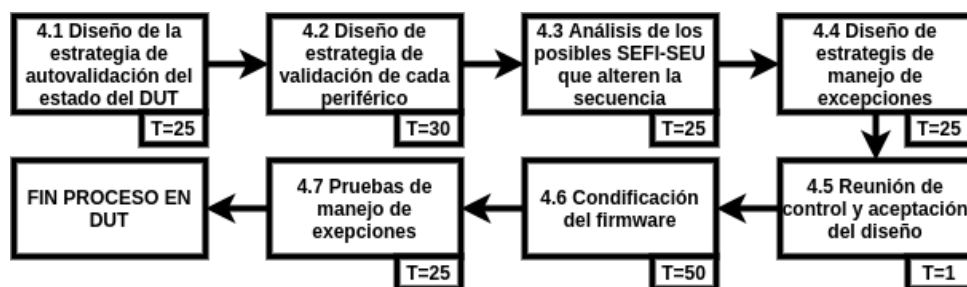 4.1 Diseño de la
estrategia de
autovalidación del
estado del DUT
T=25
4.2 Diseño de
estrategia de
validación de cada
periférico
T=30
4.3 Análisis de los
posibles SEFI-SEU
que alteren la
secuencia
T=25
4.4 Diseño de
estrategis de
manejo de
excepciones
T=25
4.5 Reunión de
control y aceptación
del diseño
T=1
4.6 Condificación
del firmware
T=50
4.7 Pruebas de
manejo de
exepciones
T=25
FIN PROCESO EN
DUT